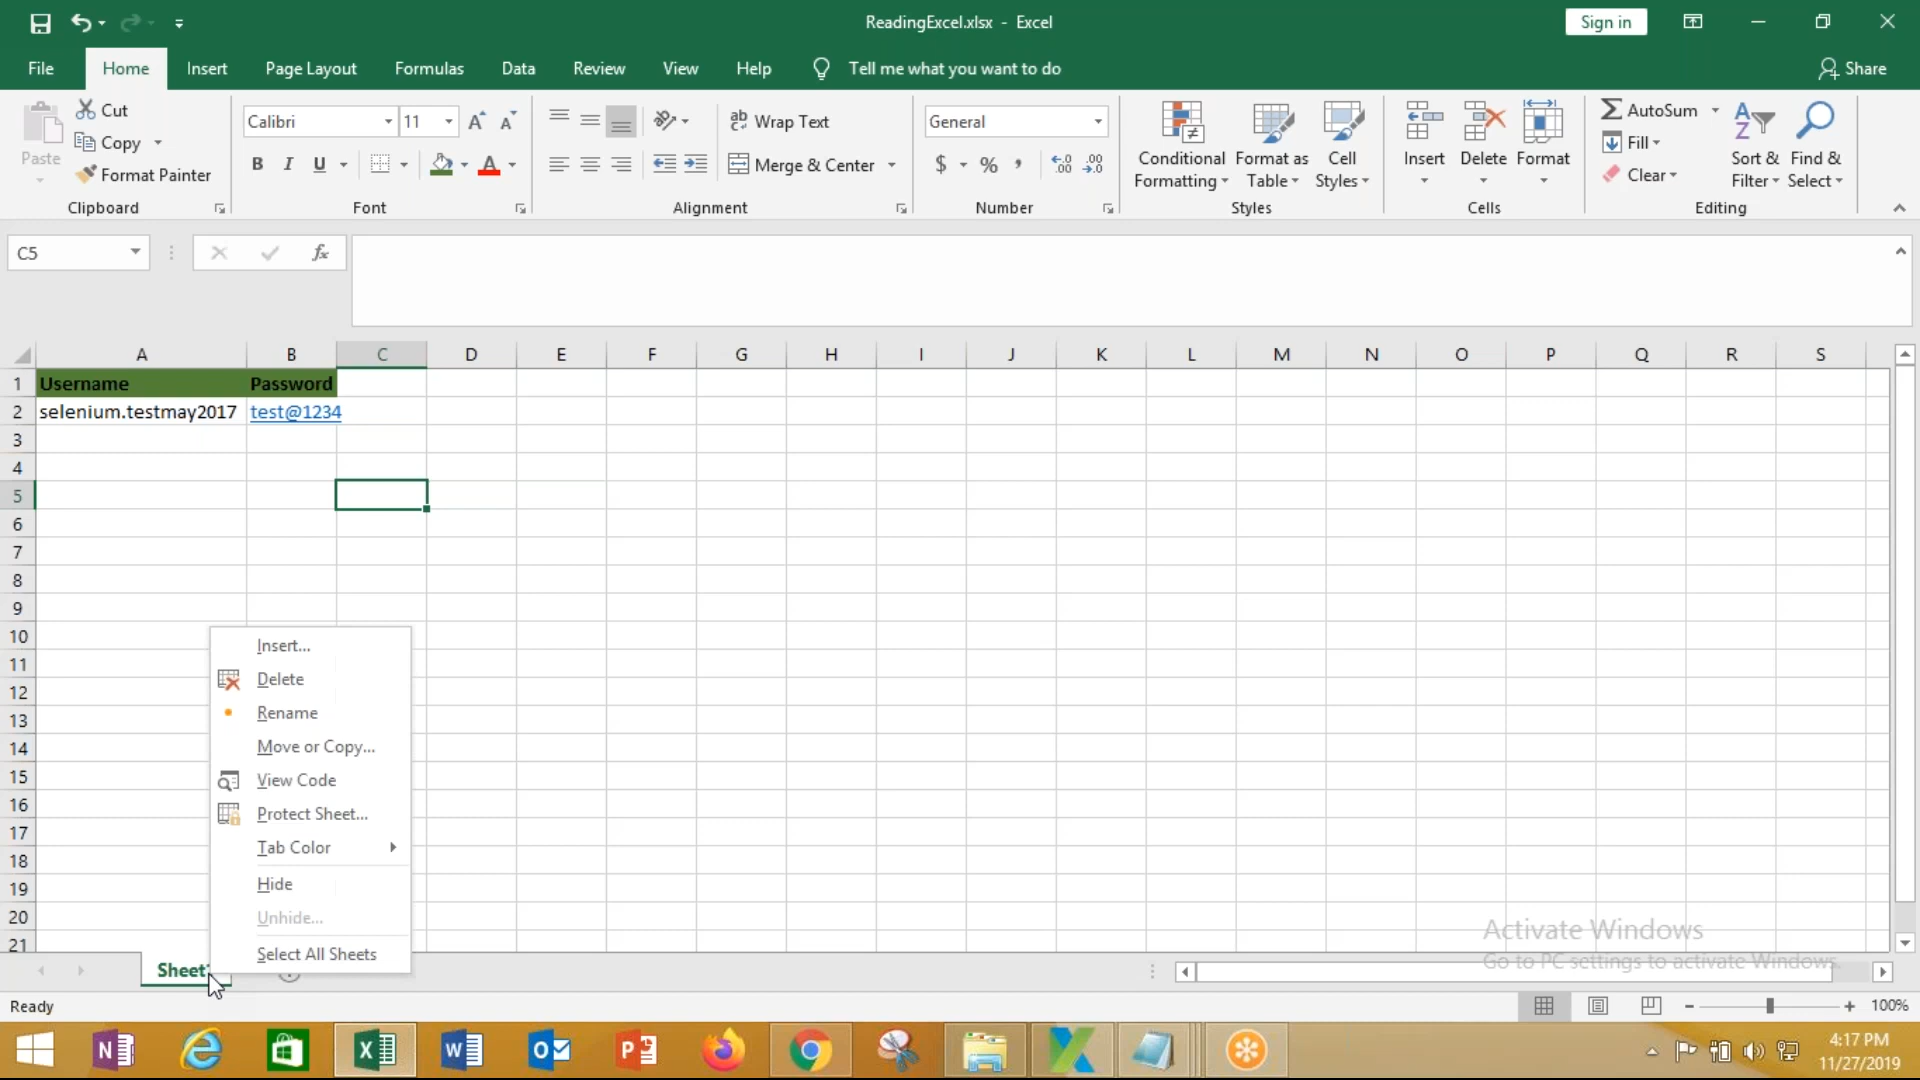 ReadingExcel.xlsx - Excel
Sign in
File Home Insert Page Layout Formulas Data Review View Help Tell me what you want to do Share
Paste
Cut
Copy
Format Painter
Clipboard
Calibri 11
B I U A
Font
Wrap Text
Merge & Center
Alignment
General
$ % ,
Number
Conditional Formatting
Format as Table
Cell Styles
Styles
Insert Delete Format
Cells
AutoSum
Fill
Clear
Sort & Filter
Find & Select
Editing
C5
fx
A B C D E F G H I J K L M N O P Q R S
1 Username Password
2 selenium.testmay2017 test@1234
3
4
5
6
7
8
9
10
11
12
13
14
15
16
17
18
19
20
21
Insert...
Delete
Rename
Move or Copy...
View Code
Protect Sheet...
Tab Color
Hide
Unhide...
Select All Sheets
Activate Windows
Go to PC settings to activate Windows.
Ready
100%
4:17 PM
11/27/2019